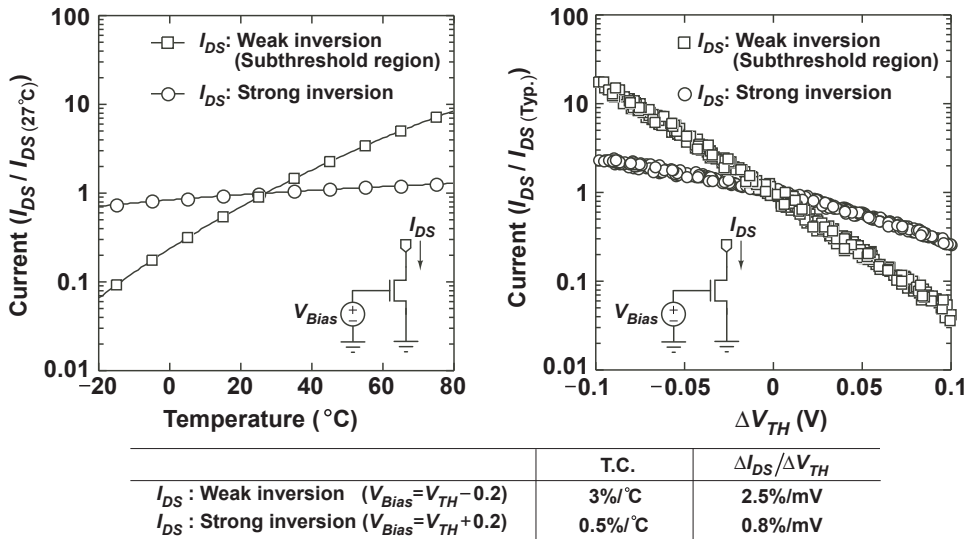 100
10
1
0.1
0.01
Current (I_DS / I_DS (27°C))
I_DS: Weak inversion
(Subthreshold region)
I_DS: Strong inversion
I_DS
V_Bias
−20 0 20 40 60 80
Temperature (°C)
100
10
1
0.1
0.01
Current (I_DS / I_DS (Typ.))
I_DS: Weak inversion
(Subthreshold region)
I_DS: Strong inversion
I_DS
V_Bias
−0.1 −0.05 0 0.05 0.1
ΔV_TH (V)
T.C. ΔI_DS/ΔV_TH
I_DS : Weak inversion (V_Bias=V_TH−0.2) 3%/°C 2.5%/mV
I_DS : Strong inversion (V_Bias=V_TH+0.2) 0.5%/°C 0.8%/mV